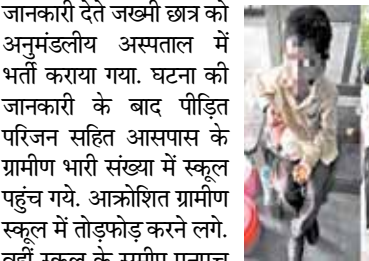 जानकारी देते जख्मी छात्र को
अनुमंडलीय अस्पताल में
भर्ती कराया गया. घटना की
जानकारी के बाद पीड़ित
परिजन सहित आसपास के
ग्रामीण भारी संख्या में स्कूल
पहुंच गये. आक्रोशित ग्रामीण
स्कूल में तोड़फोड़ करने लगे.
वहीं स्कूल के समीप